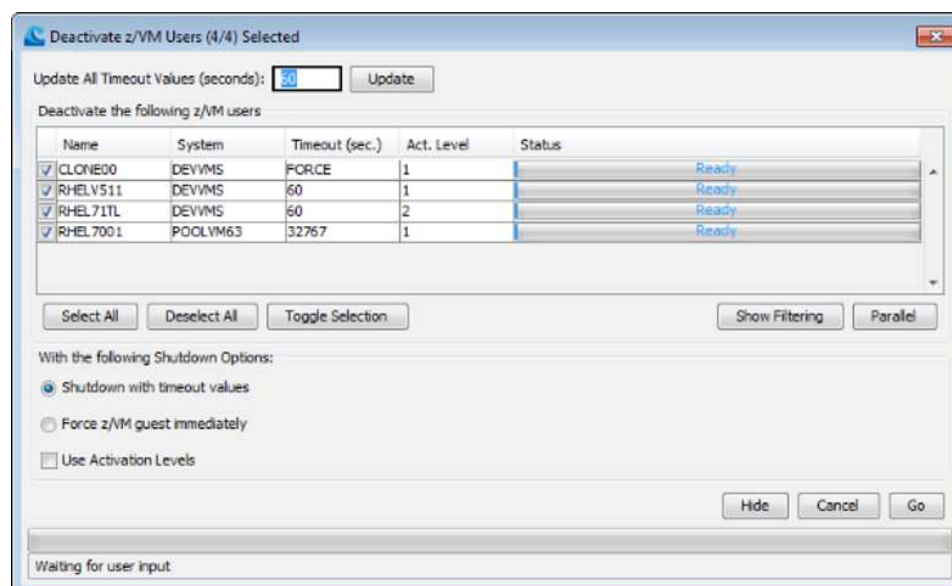 Deactivate z/VM Users (4/4) Selected
Update All Timeout Values (seconds): 60 Update
Deactivate the following z/VM users
Name System Timeout (sec.) Act. Level Status
CLONE00 DEVVMS FORCE 1 Ready
RHELV511 DEVVMS 60 1 Ready
RHEL71TL DEVVMS 60 2 Ready
RHEL7001 POOLVM63 32767 1 Ready
Select All Deselect All Toggle Selection Show Filtering Parallel
With the following Shutdown Options:
Shutdown with timeout values
Force z/VM guest immediately
Use Activation Levels
Hide Cancel Go
Waiting for user input